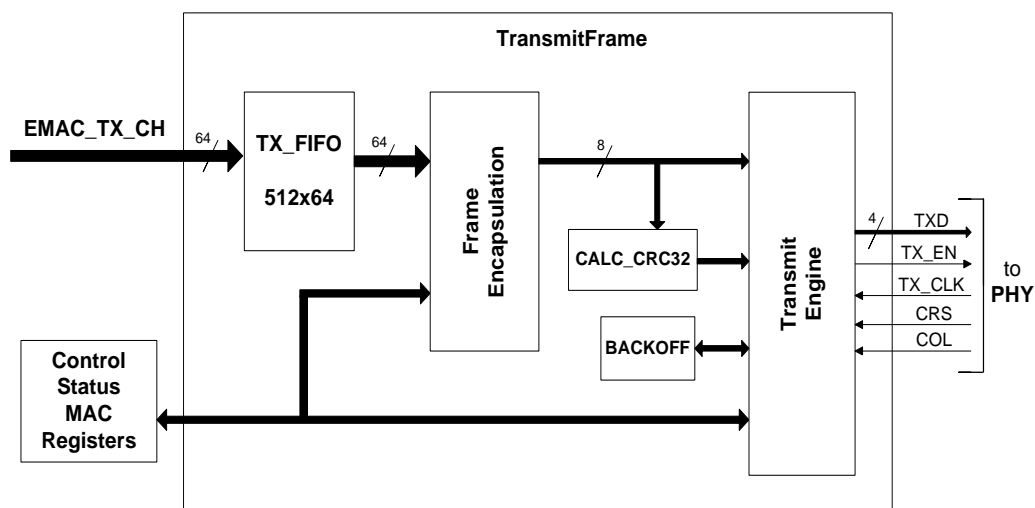 TransmitFrame
EMAC_TX_CH
64
TX_FIFO
512x64
64
Frame
Encapsulation
8
CALC_CRC32
BACKOFF
Transmit
Engine
4
TXD
TX_EN
TX_CLK
CRS
COL
to
PHY
Control
Status
MAC
Registers